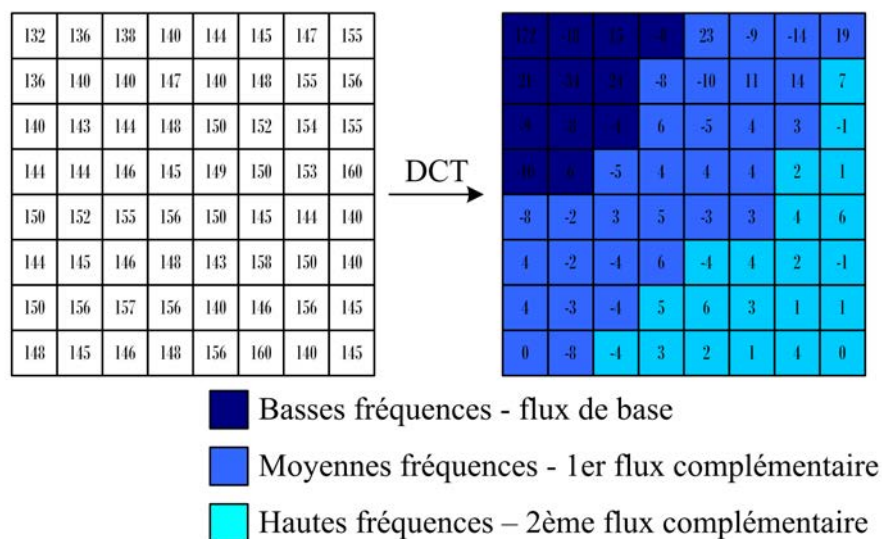 132 136 138 140 144 145 147 155
136 140 140 147 140 148 155 156
140 143 144 148 150 152 154 155
144 144 146 145 149 150 153 160
150 152 155 156 150 145 144 140
144 145 146 148 143 158 150 140
150 156 157 156 140 146 156 145
148 145 146 148 156 160 140 145
DCT
172 23 -9 -14 19
-8 -10 11 14 7
6 -5 4 3 -1
-5 4 4 4 2 1
-8 -2 3 5 -3 3 4 6
4 -2 -4 6 -4 4 2 -1
4 -3 -4 5 6 3 1 1
0 -8 -4 3 2 1 4 0
Basses fréquences - flux de base
Moyennes fréquences - 1er flux complémentaire
Hautes fréquences – 2ème flux complémentaire